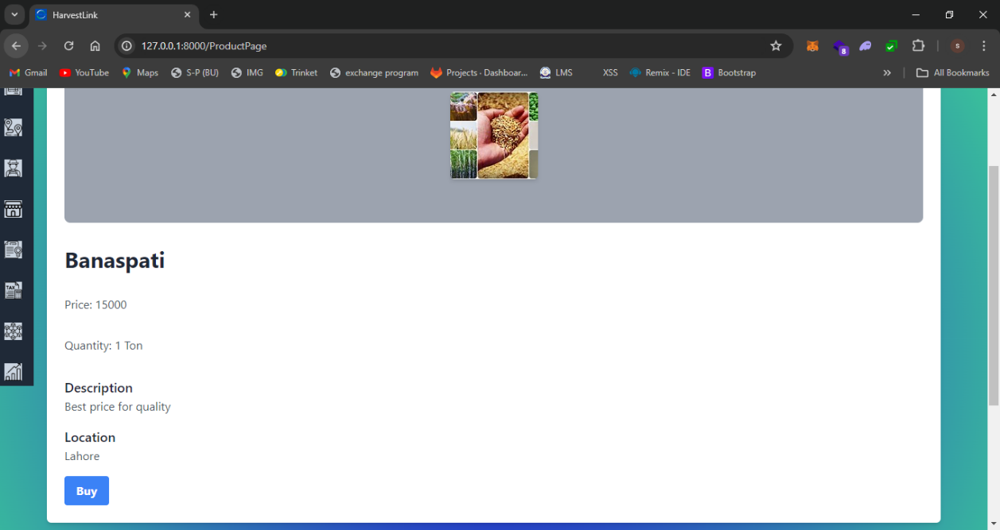 HarvestLink
127.0.0.1:8000/ProductPage
8
S
Gmail
YouTube
Maps
S-P (BU)
IMG
Trinket
exchange program
Projects · Dashboar...
LMS
XSS
Remix - IDE
B
Bootstrap
All Bookmarks
TAX
Banaspati
Price: 15000
Quantity: 1 Ton
Description
Best price for quality
Location
Lahore
Buy